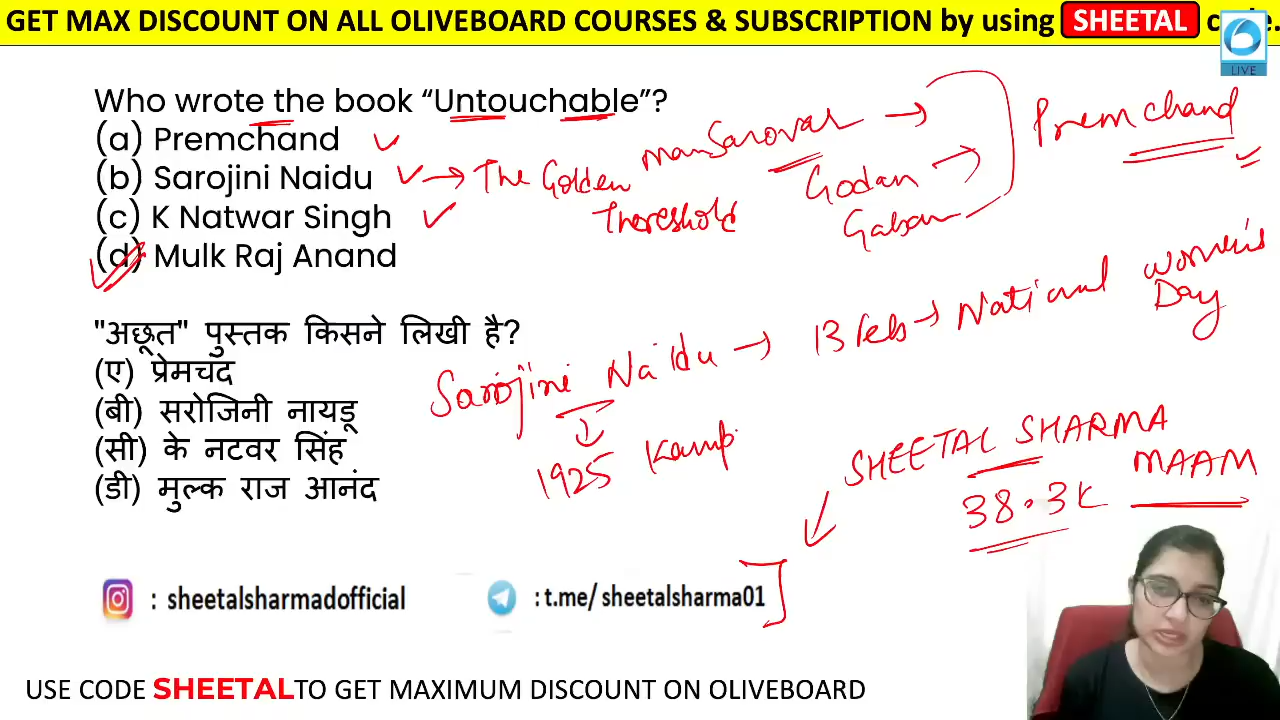 GET MAX DISCOUNT ON ALL OLIVEBOARD COURSES & SUBSCRIPTION by using SHEETAL code.
LIVE
Who wrote the book “Untouchable”?
(a) Premchand
(b) Sarojini Naidu
(c) K Natwar Singh
(d) Mulk Raj Anand
The Golden
Threshold
ManSarovar
Godan
Gaban
Premchand
"अछूत" पुस्तक किसने लिखी है?
(ए) प्रेमचंद
(बी) सरोजिनी नायडू
(सी) के नटवर सिंह
(डी) मुल्क राज आनंद
Sarojini Naidu → 13 Feb → National women's
Day
1925 Kanp
SHEETAL SHARMA
MAAM
38.3K
: sheetalsharmadofficial
: t.me/ sheetalsharma01
USE CODE SHEETAL TO GET MAXIMUM DISCOUNT ON OLIVEBOARD